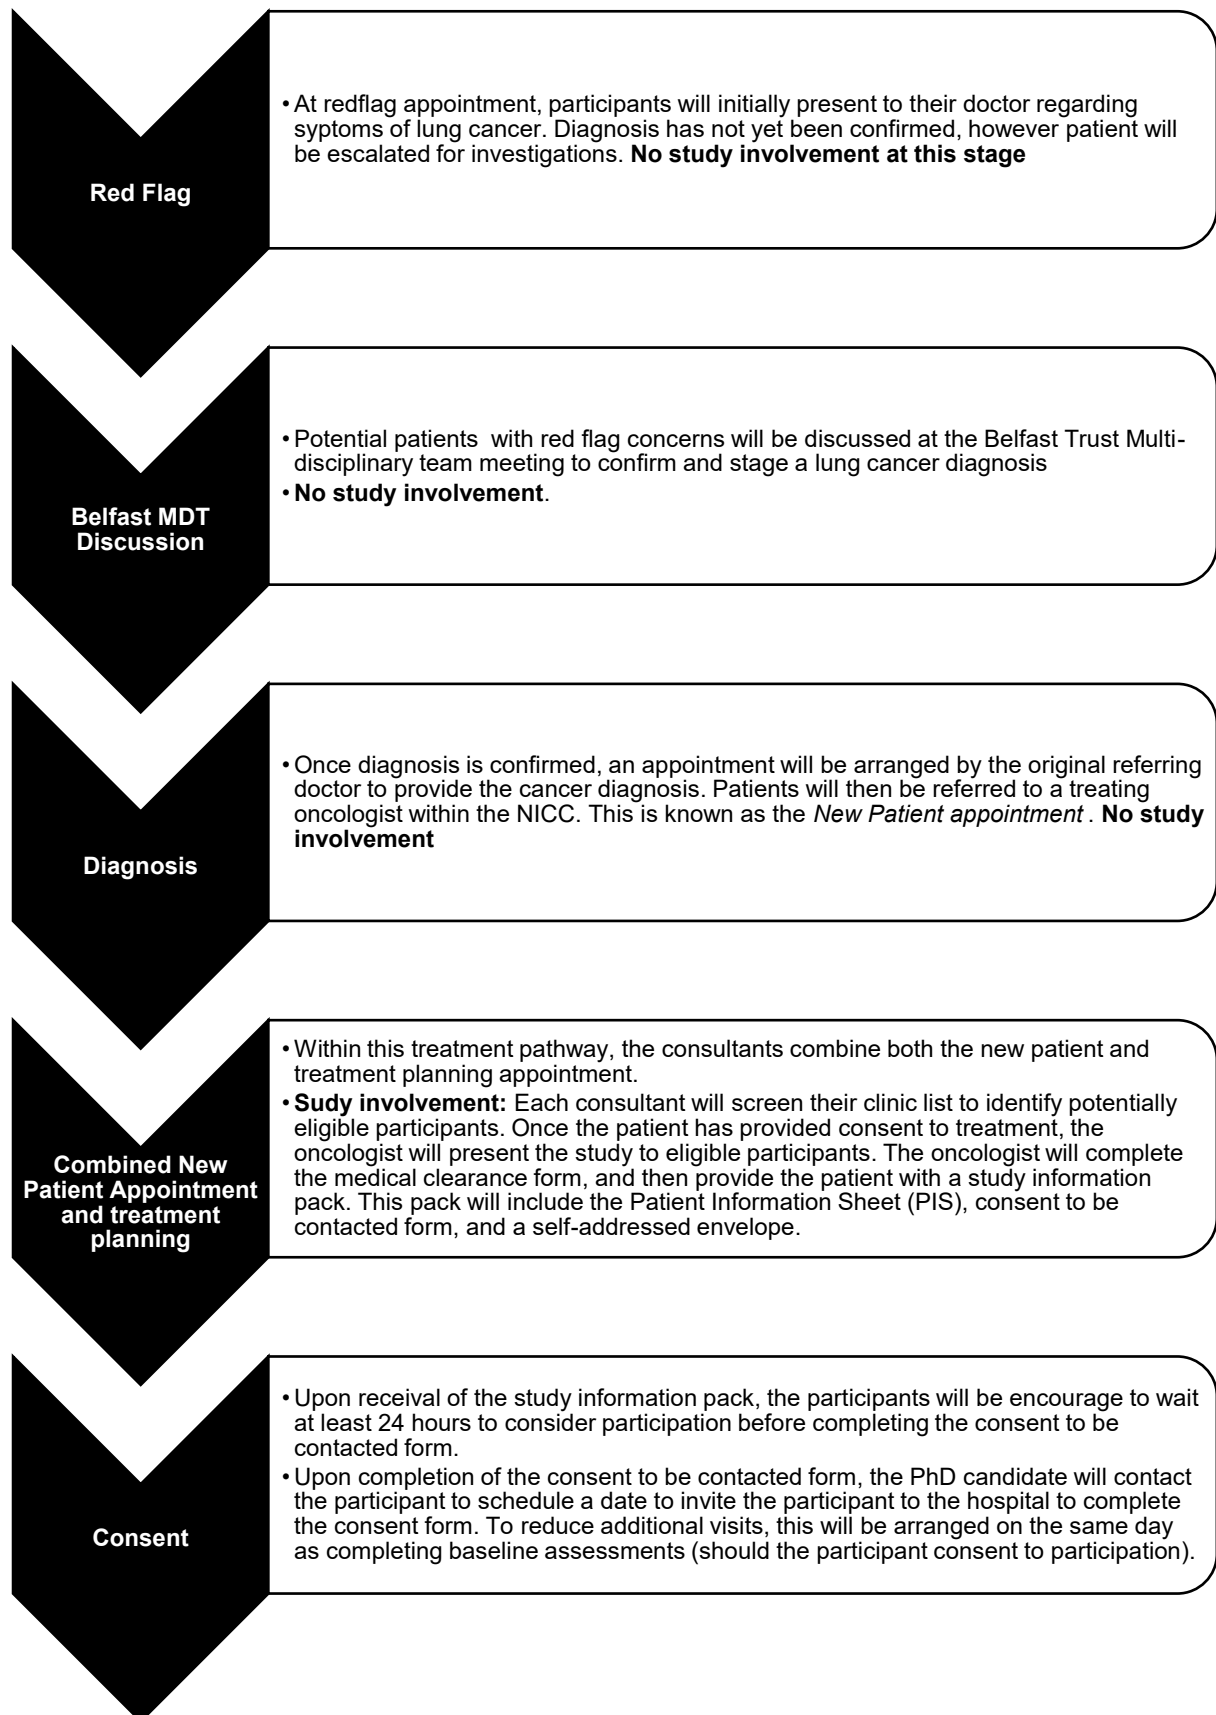 Red Flag
• At redflag appointment, participants will initially present to their doctor regarding
syptoms of lung cancer. Diagnosis has not yet been confirmed, however patient will
be escalated for investigations. No study involvement at this stage
Belfast MDT
Discussion
• Potential patients with red flag concerns will be discussed at the Belfast Trust Multi-
disciplinary team meeting to confirm and stage a lung cancer diagnosis
• No study involvement.
Diagnosis
• Once diagnosis is confirmed, an appointment will be arranged by the original referring
doctor to provide the cancer diagnosis. Patients will then be referred to a treating
oncologist within the NICC. This is known as the New Patient appointment . No study
involvement
Combined New
Patient Appointment
and treatment
planning
• Within this treatment pathway, the consultants combine both the new patient and
treatment planning appointment.
• Sudy involvement: Each consultant will screen their clinic list to identify potentially
eligible participants. Once the patient has provided consent to treatment, the
oncologist will present the study to eligible participants. The oncologist will complete
the medical clearance form, and then provide the patient with a study information
pack. This pack will include the Patient Information Sheet (PIS), consent to be
contacted form, and a self-addressed envelope.
Consent
• Upon receival of the study information pack, the participants will be encourage to wait
at least 24 hours to consider participation before completing the consent to be
contacted form.
• Upon completion of the consent to be contacted form, the PhD candidate will contact
the participant to schedule a date to invite the participant to the hospital to complete
the consent form. To reduce additional visits, this will be arranged on the same day
as completing baseline assessments (should the participant consent to participation).